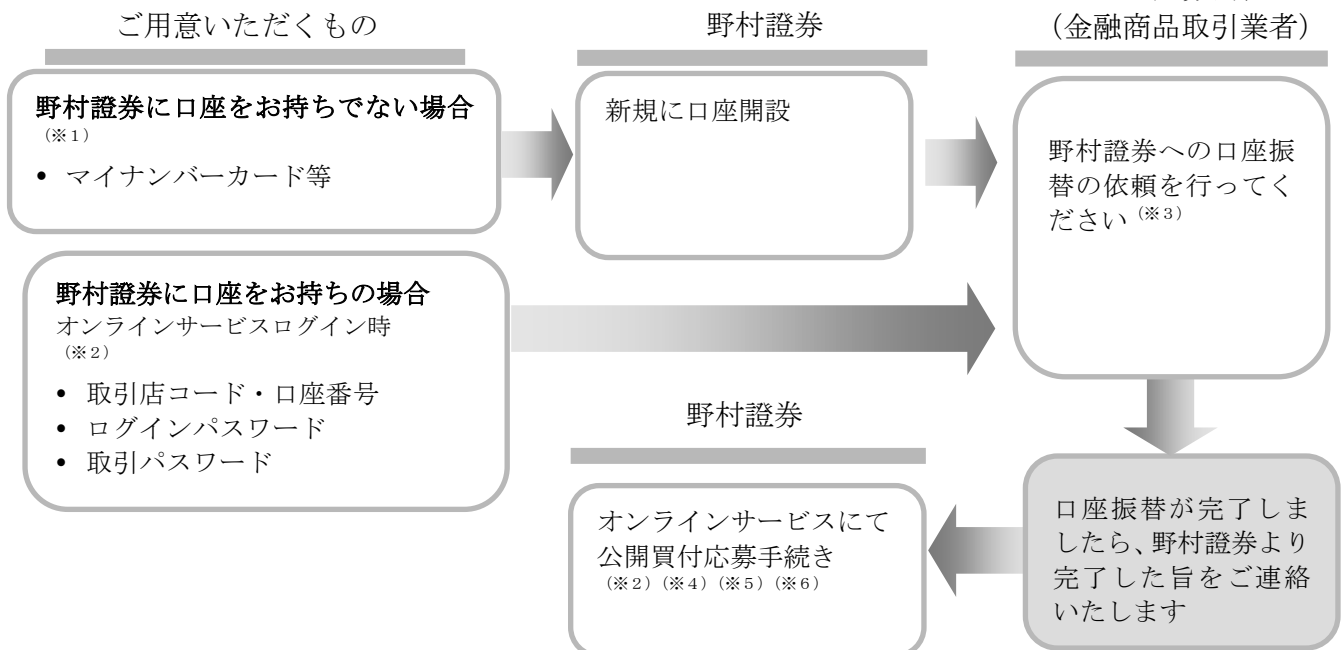 ご用意いただくもの
野村證券
（金融商品取引業者）
野村證券に口座をお持ちでない場合
（※１）
• マイナンバーカード等
新規に口座開設
野村證券への口座振
替の依頼を行ってく
ださい（※３）
野村證券に口座をお持ちの場合
オンラインサービスログイン時
（※２）
• 取引店コード・口座番号
• ログインパスワード
• 取引パスワード
野村證券
オンラインサービスにて
公開買付応募手続き
（※２）（※４）（※５）（※６）
口座振替が完了しま
したら、野村證券より
完了した旨をご連絡
いたします